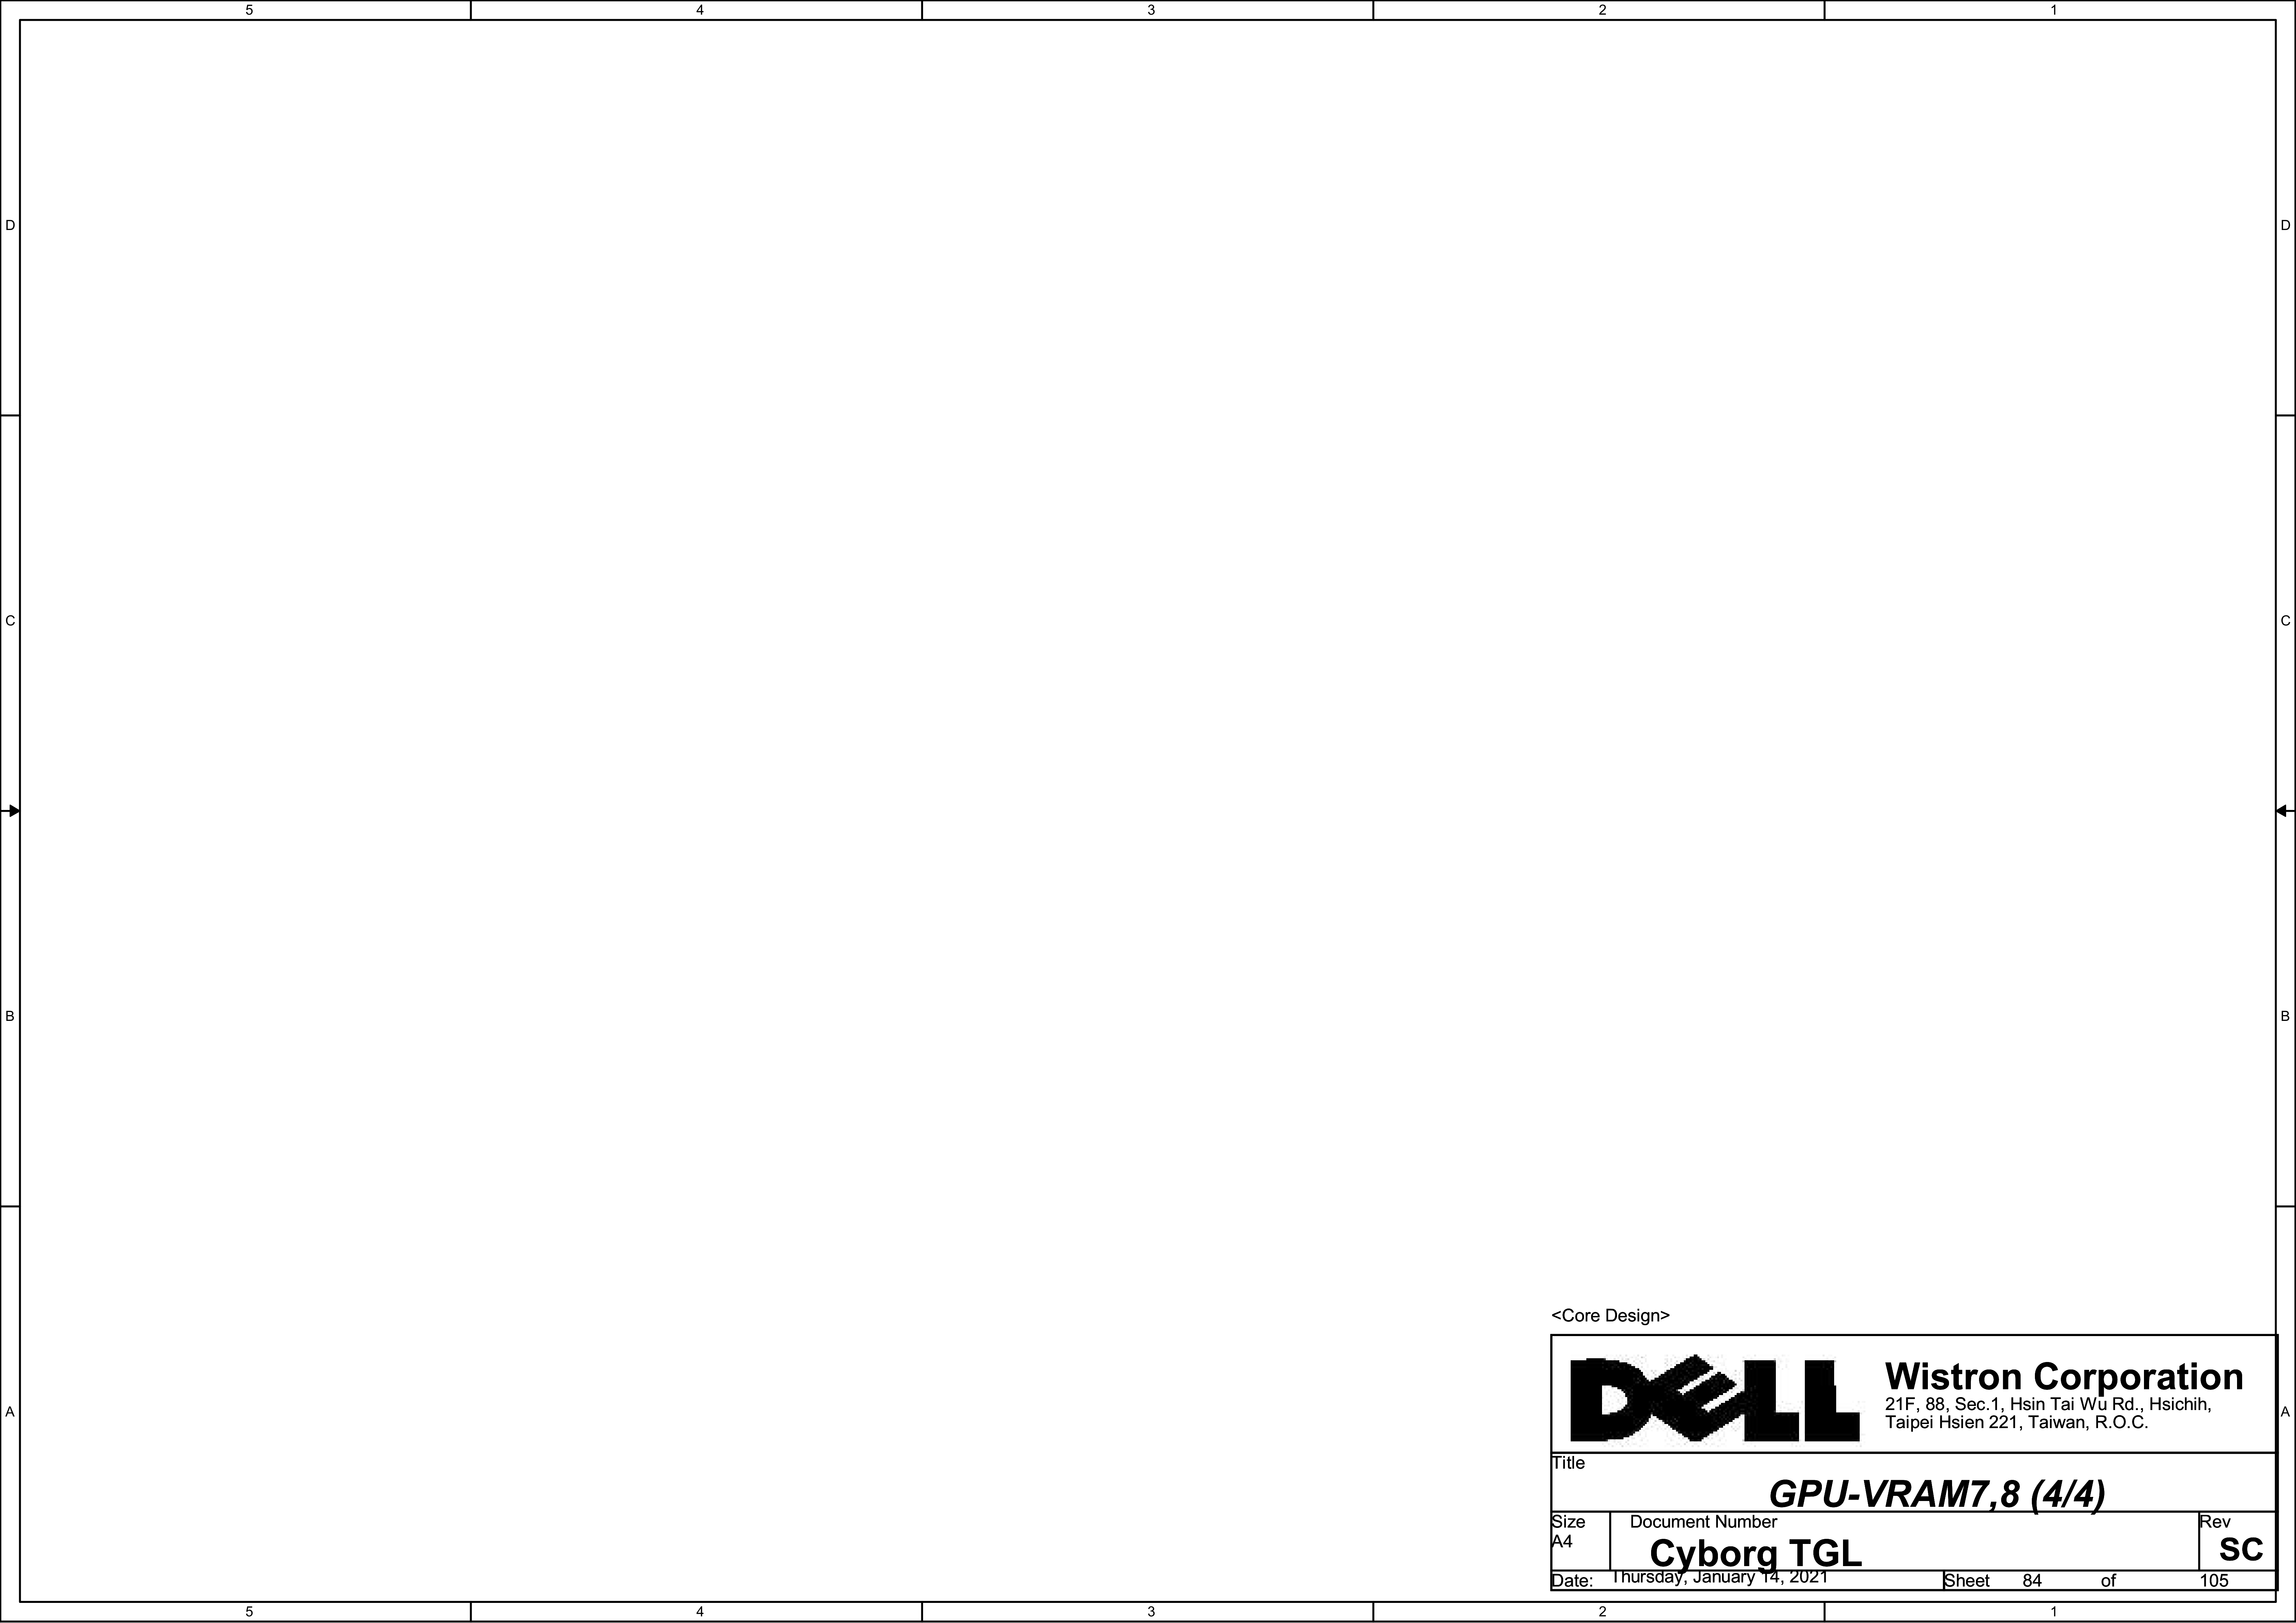 5 4 3 2 1
D D
C C
B B
A A
<Core Design>
DELL
Wistron Corporation
21F, 88, Sec.1, Hsin Tai Wu Rd., Hsichih,
Taipei Hsien 221, Taiwan, R.O.C.
Title
GPU-VRAM7,8 (4/4)
Size Document Number Rev
A4 Cyborg TGL SC
Date: Thursday, January 14, 2021 Sheet 84 of 105
5 4 3 2 1